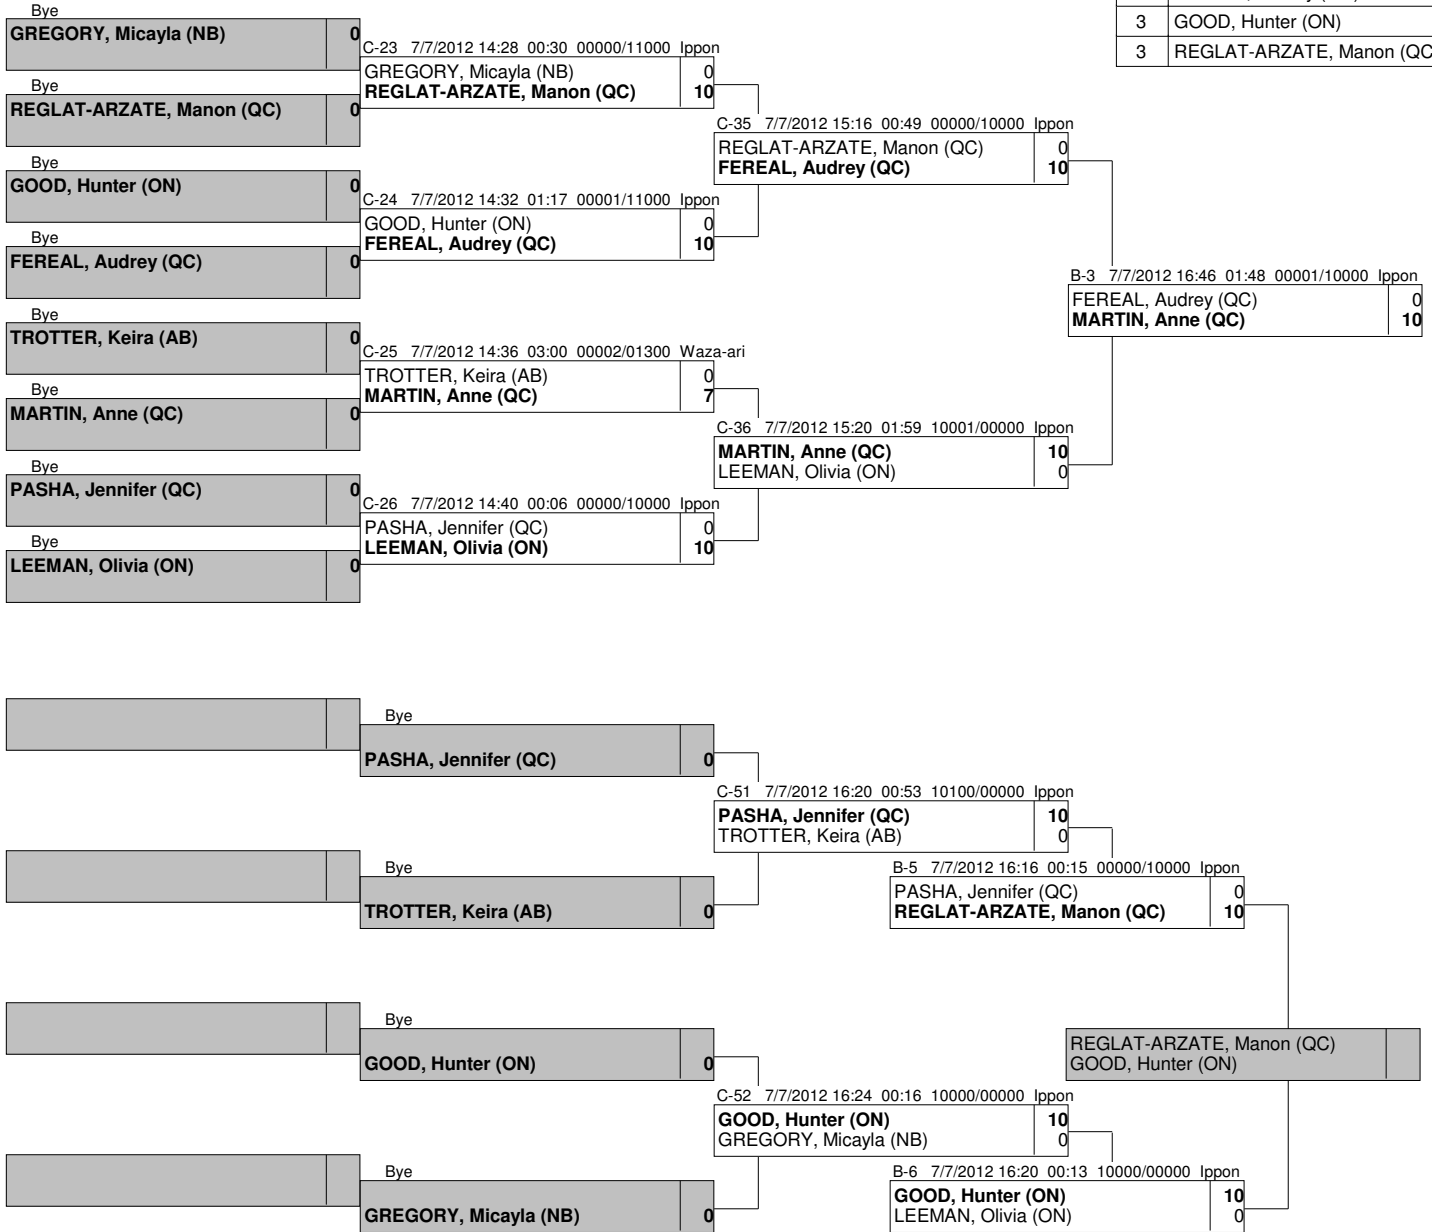 3 GOOD, Hunter (ON)
3 REGLAT-ARZATE, Manon (QC
Bye
GREGORY, Micayla (NB) 0
Bye
REGLAT-ARZATE, Manon (QC) 0
Bye
GOOD, Hunter (ON) 0
Bye
FEREAL, Audrey (QC) 0
Bye
TROTTER, Keira (AB) 0
Bye
MARTIN, Anne (QC) 0
Bye
PASHA, Jennifer (QC) 0
Bye
LEEMAN, Olivia (ON) 0
C-23 7/7/2012 14:28 00:30 00000/11000 Ippon
GREGORY, Micayla (NB) 0
REGLAT-ARZATE, Manon (QC) 10
C-24 7/7/2012 14:32 01:17 00001/11000 Ippon
GOOD, Hunter (ON) 0
FEREAL, Audrey (QC) 10
C-25 7/7/2012 14:36 03:00 00002/01300 Waza-ari
TROTTER, Keira (AB) 0
MARTIN, Anne (QC) 7
C-26 7/7/2012 14:40 00:06 00000/10000 Ippon
PASHA, Jennifer (QC) 0
LEEMAN, Olivia (ON) 10
C-35 7/7/2012 15:16 00:49 00000/10000 Ippon
REGLAT-ARZATE, Manon (QC) 0
FEREAL, Audrey (QC) 10
C-36 7/7/2012 15:20 01:59 10001/00000 Ippon
MARTIN, Anne (QC) 10
LEEMAN, Olivia (ON) 0
B-3 7/7/2012 16:46 01:48 00001/10000 Ippon
FEREAL, Audrey (QC) 0
MARTIN, Anne (QC) 10
Bye
PASHA, Jennifer (QC) 0
Bye
TROTTER, Keira (AB) 0
Bye
GOOD, Hunter (ON) 0
Bye
GREGORY, Micayla (NB) 0
C-51 7/7/2012 16:20 00:53 10100/00000 Ippon
PASHA, Jennifer (QC) 10
TROTTER, Keira (AB) 0
C-52 7/7/2012 16:24 00:16 10000/00000 Ippon
GOOD, Hunter (ON) 10
GREGORY, Micayla (NB) 0
B-5 7/7/2012 16:16 00:15 00000/10000 Ippon
PASHA, Jennifer (QC) 0
REGLAT-ARZATE, Manon (QC) 10
B-6 7/7/2012 16:20 00:13 10000/00000 Ippon
GOOD, Hunter (ON) 10
LEEMAN, Olivia (ON) 0
REGLAT-ARZATE, Manon (QC)
GOOD, Hunter (ON)